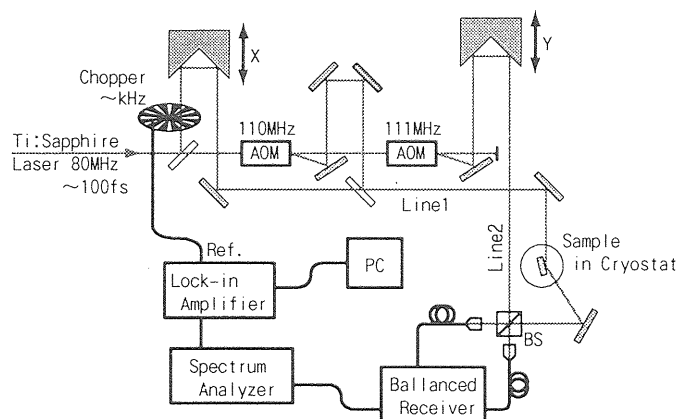 X
Y
Chopper
~kHz
110MHz
111MHz
Ti:Sapphire
Laser 80MHz
~100fs
AOM
AOM
Line1
Line2
Sample
in Cryostat
Ref.
Lock-in
Amplifier
PC
BS
Spectrum
Analyzer
Ballanced
Receiver